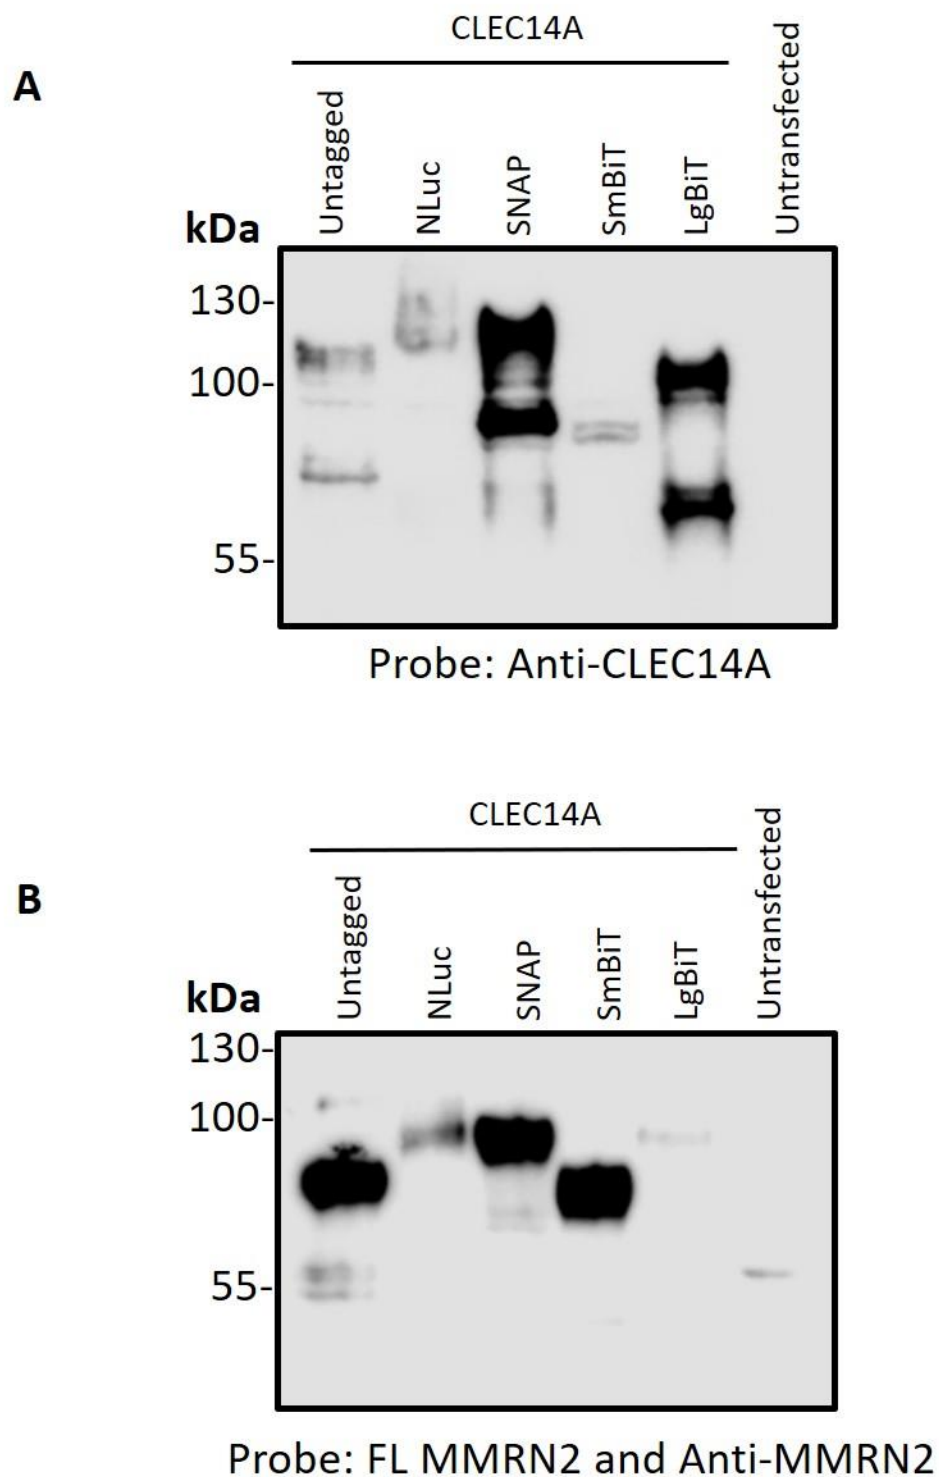 CLEC14A
A
Untagged
NLuc
SNAP
SmBiT
LgBiT
Untransfected
kDa
130-
100-
55-
Probe: Anti-CLEC14A
CLEC14A
B
Untagged
NLuc
SNAP
SmBiT
LgBiT
Untransfected
kDa
130-
100-
55-
Probe: FL MMRN2 and Anti-MMRN2